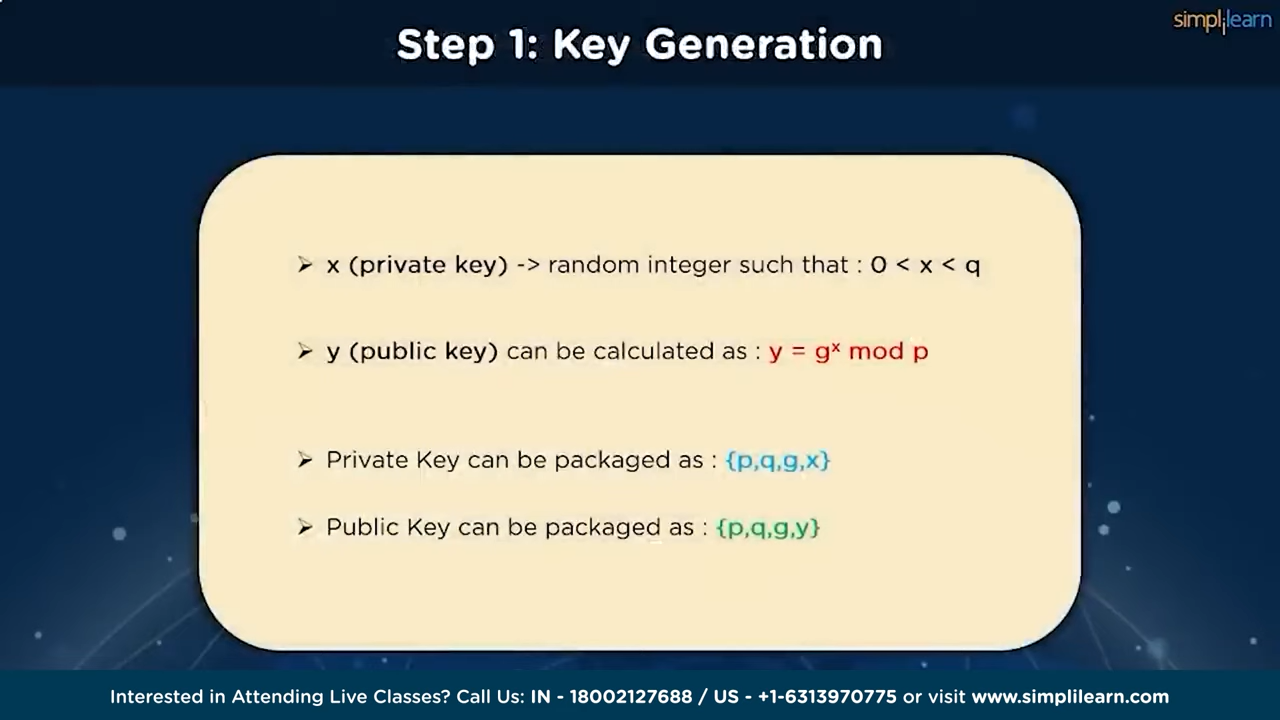 simplilearn
Step 1: Key Generation
➢ x (private key) -> random integer such that : 0 < x < q
➢ y (public key) can be calculated as : y = gˣ mod p
➢ Private Key can be packaged as : {p,q,g,x}
➢ Public Key can be packaged as : {p,q,g,y}
Interested in Attending Live Classes? Call Us: IN - 18002127688 / US - +1-6313970775 or visit www.simplilearn.com